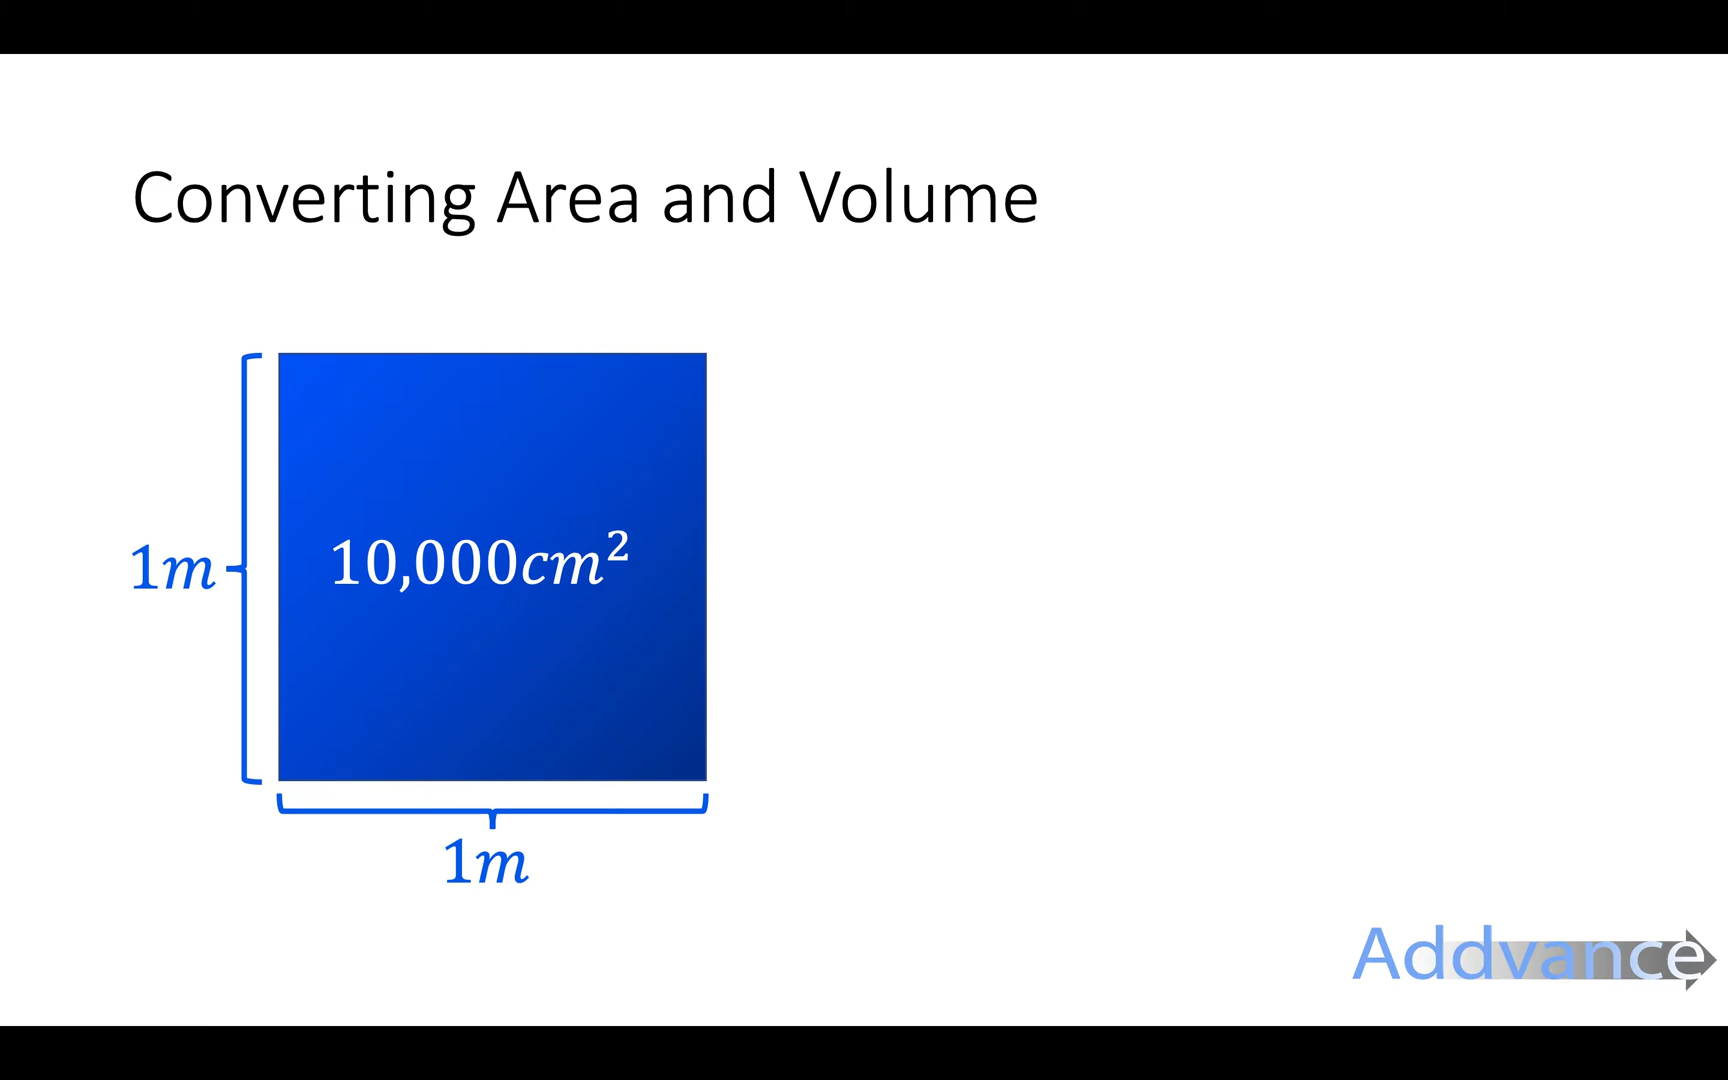 Converting Area and Volume
10,000cm²
1m
1m
Addvance